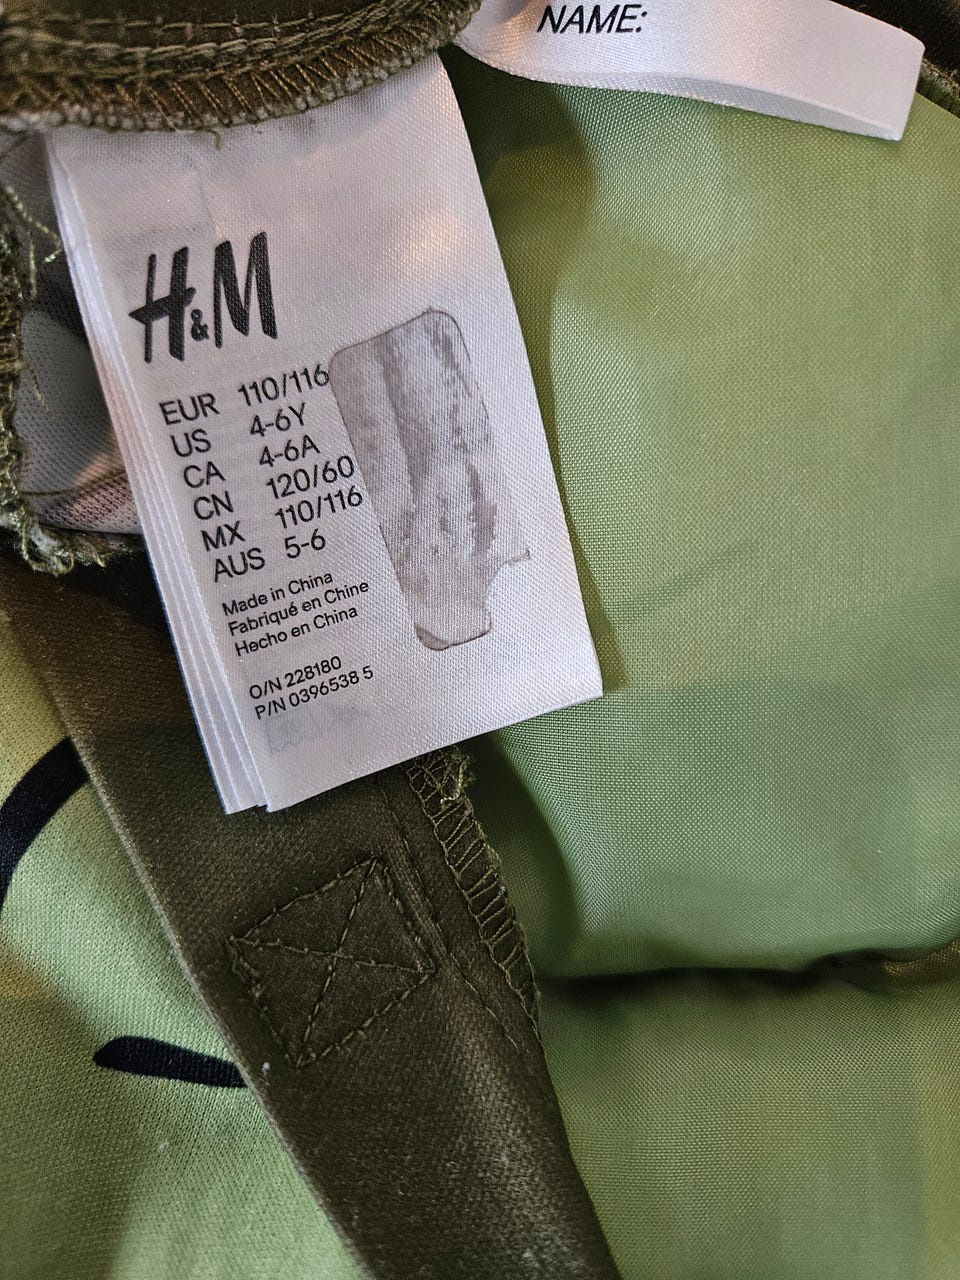 NAME:
H&M
EUR 110/116
US 4-6Y
CA 4-6A
CN 120/60
MX 110/116
AUS 5-6
Made in China
Fabriqué en Chine
Hecho en China
O/N 228180
P/N 0396538 5